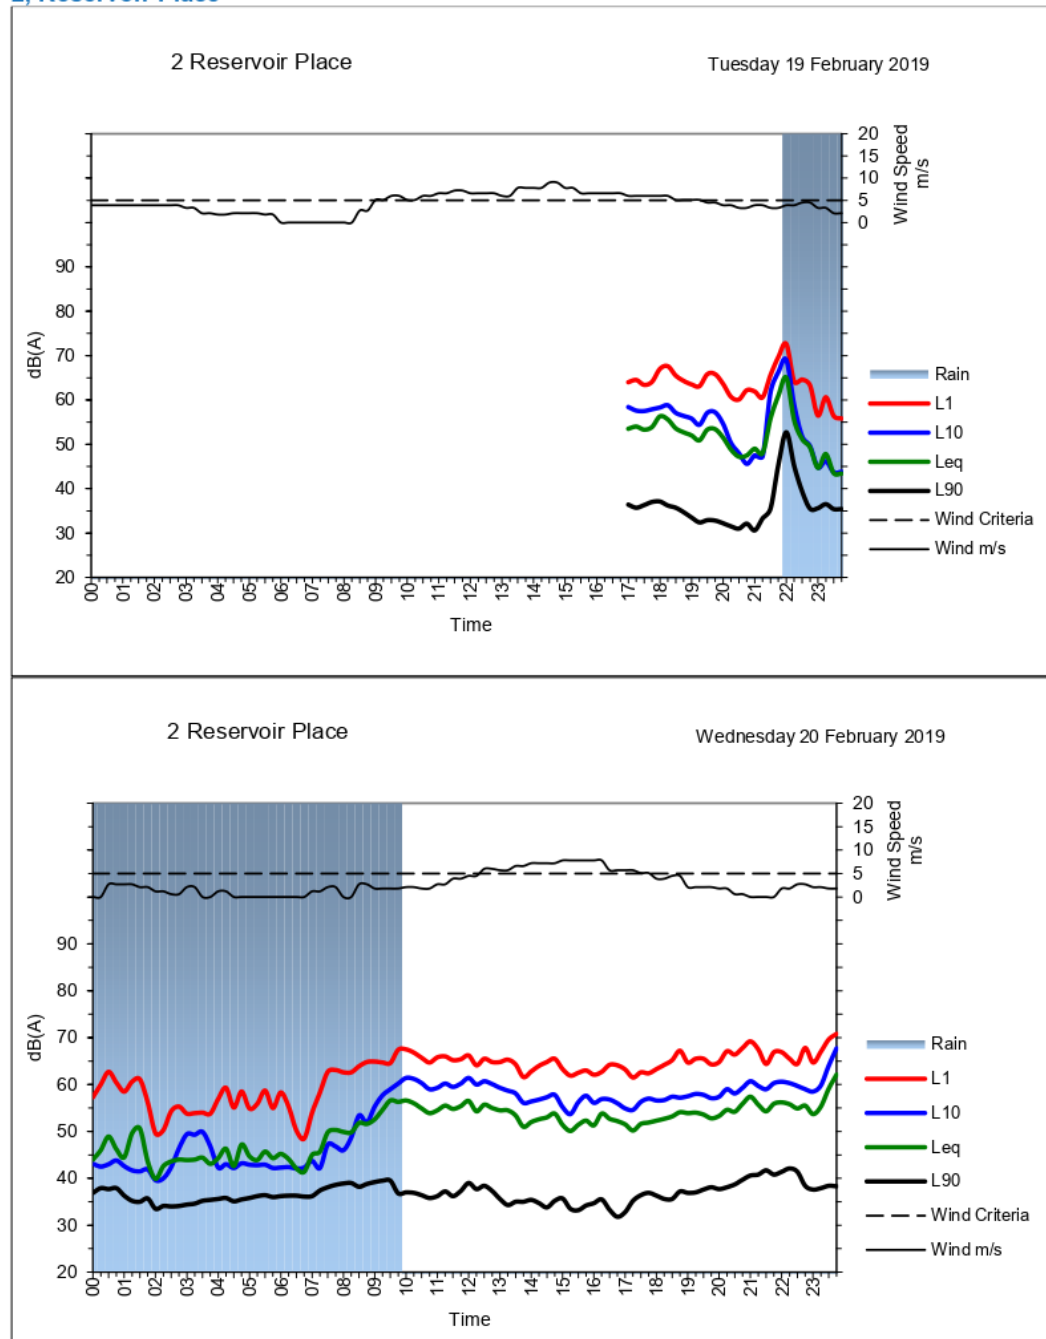 2 Reservoir Place
Tuesday 19 February 2019
20
15
10
5
0
Wind Speed
m/s
90
80
70
60
50
40
30
20
dB(A)
00 01 02 03 04 05 06 07 08 09 10 11 12 13 14 15 16 17 18 19 20 21 22 23
Time
Rain
L1
L10
Leq
L90
Wind Criteria
Wind m/s
2 Reservoir Place
Wednesday 20 February 2019
20
15
10
5
0
Wind Speed
m/s
90
80
70
60
50
40
30
20
dB(A)
00 01 02 03 04 05 06 07 08 09 10 11 12 13 14 15 16 17 18 19 20 21 22 23
Time
Rain
L1
L10
Leq
L90
Wind Criteria
Wind m/s